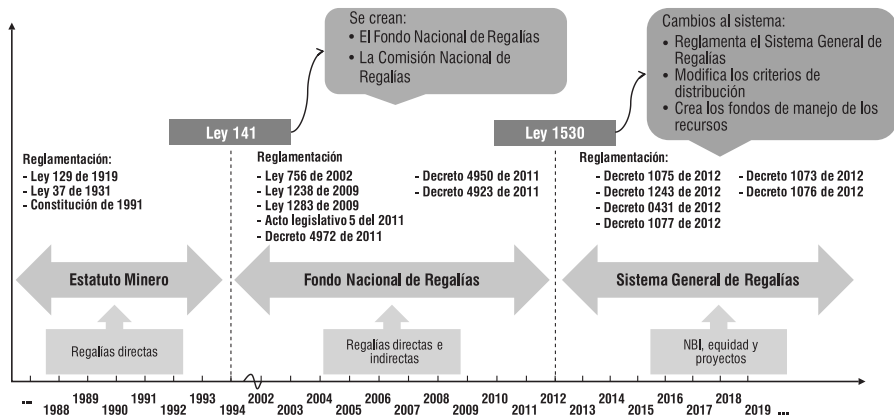 Se crean:
• El Fondo Nacional de Regalías
• La Comisión Nacional de
Regalías
Cambios al sistema:
• Reglamenta el Sistema General de
Regalías
• Modifica los criterios de
distribución
• Crea los fondos de manejo de los
recursos
Ley 141
Ley 1530
Reglamentación:
- Ley 129 de 1919
- Ley 37 de 1931
- Constitución de 1991
Reglamentación
- Ley 756 de 2002
- Ley 1238 de 2009
- Ley 1283 de 2009
- Acto legislativo 5 del 2011
- Decreto 4972 de 2011
- Decreto 4950 de 2011
- Decreto 4923 de 2011
Reglamentación:
- Decreto 1075 de 2012
- Decreto 1243 de 2012
- Decreto 0431 de 2012
- Decreto 1077 de 2012
- Decreto 1073 de 2012
- Decreto 1076 de 2012
Estatuto Minero
Fondo Nacional de Regalías
Sistema General de Regalías
Regalías directas
Regalías directas e
indirectas
NBI, equidad y
proyectos
... 1989 1991 1993 2002 2004 2006 2008 2010 2012 2014 2016 2018 ...
1988 1990 1992 1994 2003 2005 2007 2009 2011 2013 2015 2017 2019